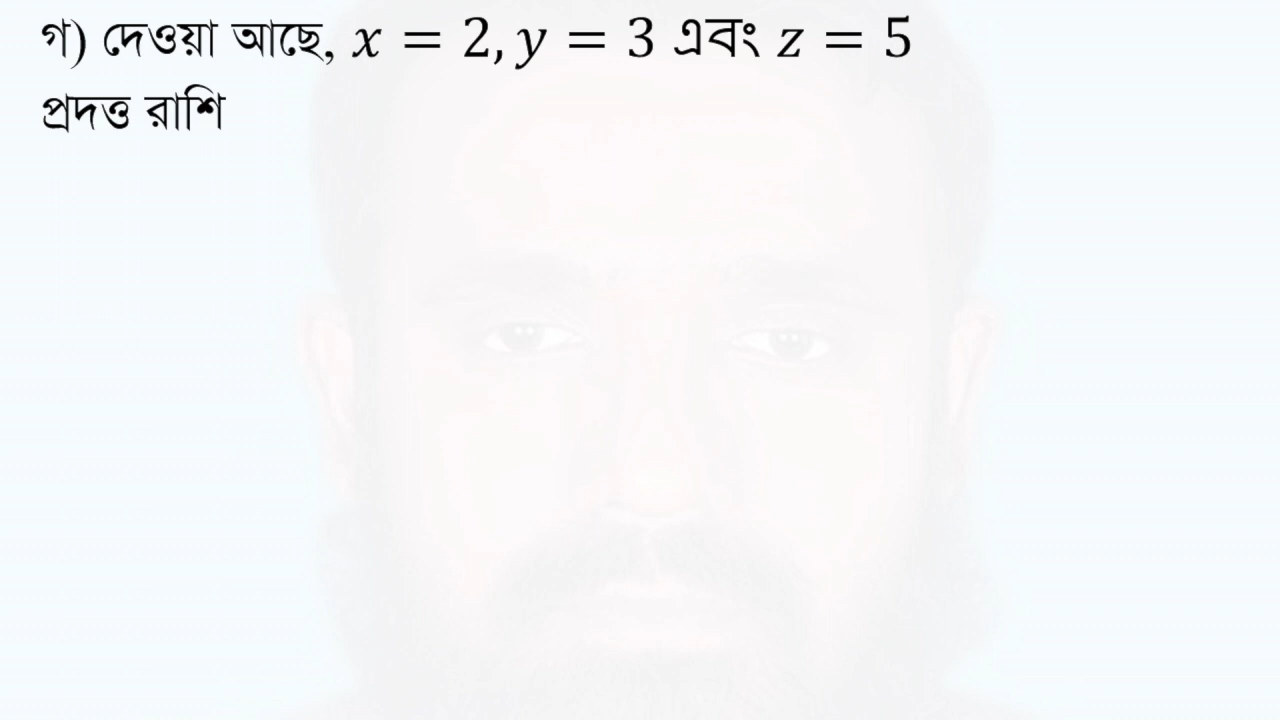 গ) দেওয়া আছে, x = 2, y = 3 এবং z = 5
প্রদত্ত রাশি